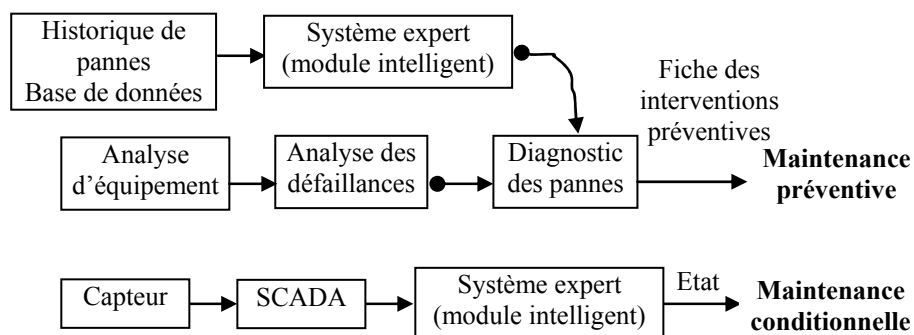 Historique de
pannes
Base de données
Système expert
(module intelligent)
Fiche des
interventions
préventives
Analyse
d’équipement
Analyse des
défaillances
Diagnostic
des pannes
Maintenance
préventive
Capteur
SCADA
Système expert
(module intelligent)
Etat
Maintenance
conditionnelle